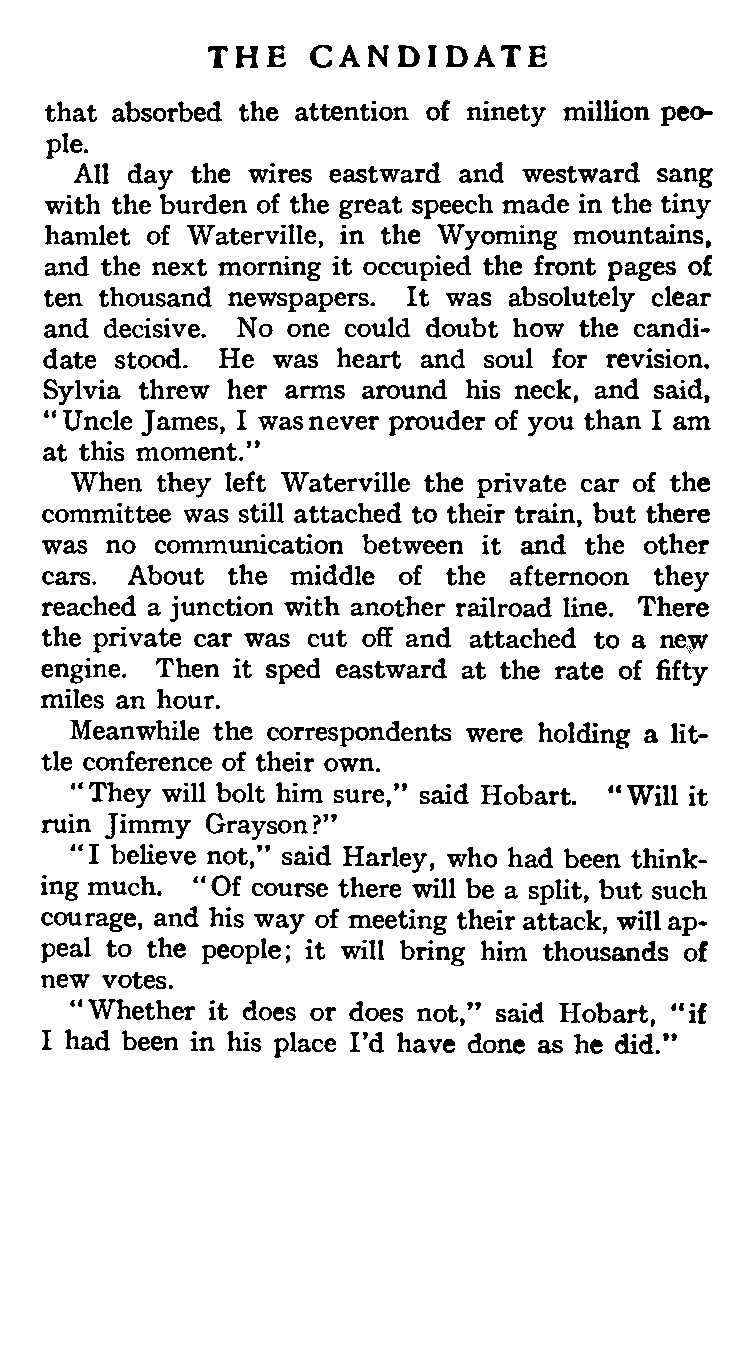 THE CANDIDATE
that absorbed the attention of ninety million peo-
ple.
All day the wires eastward and westward sang
with the burden of the great speech made in the tiny
hamlet of Waterville, in the Wyoming mountains,
and the next morning it occupied the front pages of
ten thousand newspapers. It was absolutely clear
and decisive. No one could doubt how the candi-
date stood. He was heart and soul for revision.
Sylvia threw her arms around his neck, and said,
“Uncle James, I was never prouder of you than I am
at this moment.”
When they left Waterville the private car of the
committee was still attached to their train, but there
was no communication between it and the other
cars. About the middle of the afternoon they
reached a junction with another railroad line. There
the private car was cut off and attached to a new
engine. Then it sped eastward at the rate of fifty
miles an hour.
Meanwhile the correspondents were holding a lit-
tle conference of their own.
“They will bolt him sure,” said Hobart. “Will it
ruin Jimmy Grayson?”
“I believe not,” said Harley, who had been think-
ing much. “Of course there will be a split, but such
courage, and his way of meeting their attack, will ap-
peal to the people; it will bring him thousands of
new votes.
“Whether it does or does not,” said Hobart, “if
I had been in his place I’d have done as he did.”